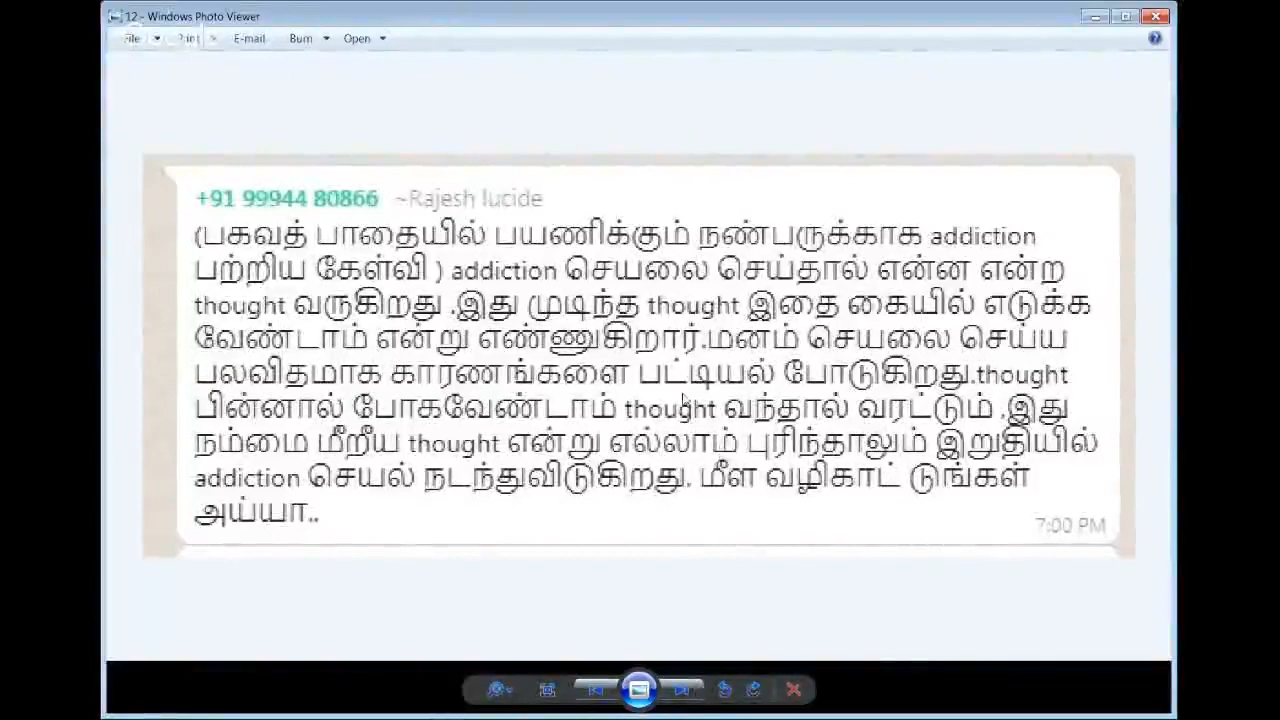 12 - Windows Photo Viewer
File Print E-mail Burn Open
+91 99944 80866 ~Rajesh lucide
(பகவத் பாதையில் பயணிக்கும் நண்பருக்காக addiction
பற்றிய கேள்வி ) addiction செயலை செய்தால் என்ன என்ற
thought வருகிறது .இது முடிந்த thought இதை கையில் எடுக்க
வேண்டாம் என்று எண்ணுகிறார்.மனம் செயலை செய்ய
பலவிதமாக காரணங்களை பட்டியல் போடுகிறது.thought
பின்னால் போகவேண்டாம் thought வந்தால் வரட்டும் .இது
நம்மை மீறீய thought என்று எல்லாம் புரிந்தாலும் இறுதியில்
addiction செயல் நடந்துவிடுகிறது. மீள வழிகாட் டுங்கள்
அய்யா..
7:00 PM